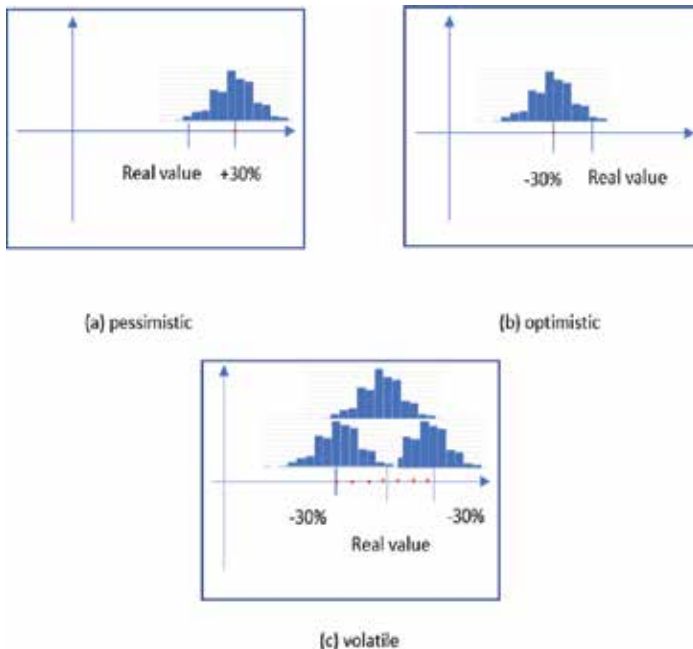 Real value +30%
-30% Real value
(a) pessimistic
(b) optimistic
-30% -30%
Real value
(c) volatile